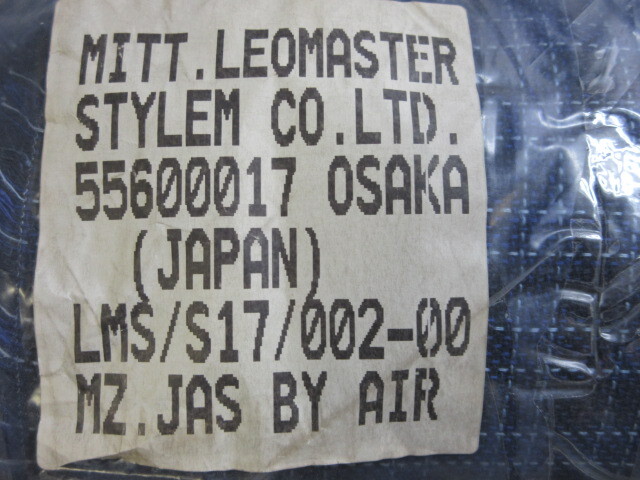 MITT.LEOMASTER
STYLEM CO.LTD.
55600017 OSAKA
(JAPAN)
LMS/S17/002-00
MZ.JAS BY AIR